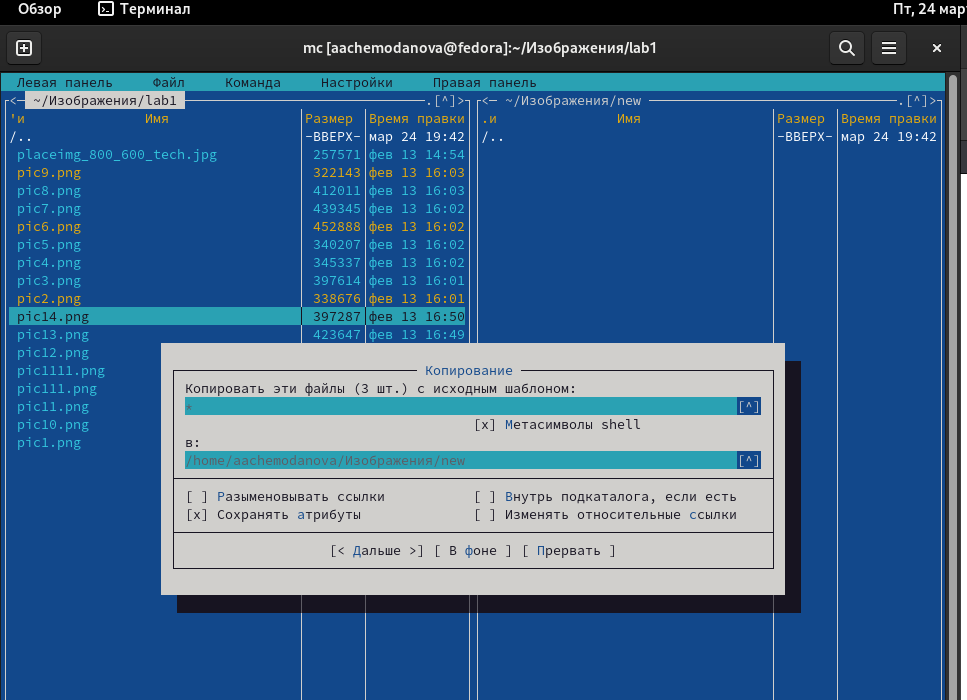 Обзор Терминал Пт, 24 мар
mc [aachemodanova@fedora]:~/Изображения/lab1
Левая панель Файл Команда Настройки Правая панель
<─ ~/Изображения/lab1 ─.[^]> <─ ~/Изображения/new ─.[^]>
'и Имя Размер Время правки .и Имя Размер Время правки
/.. -ВВЕРХ- мар 24 19:42 /.. -ВВЕРХ- мар 24 19:42
placeimg_800_600_tech.jpg 257571 фев 13 14:54
pic9.png 322143 фев 13 16:03
pic8.png 412011 фев 13 16:03
pic7.png 439345 фев 13 16:02
pic6.png 452888 фев 13 16:02
pic5.png 340207 фев 13 16:02
pic4.png 345337 фев 13 16:02
pic3.png 397614 фев 13 16:01
pic2.png 338676 фев 13 16:01
pic14.png 397287 фев 13 16:50
pic13.png 423647 фев 13 16:49
pic12.png
pic1111.png
pic111.png
pic11.png
pic10.png
pic1.png
Копирование
Копировать эти файлы (3 шт.) с исходным шаблоном:
* [^]
[x] Метасимволы shell
в:
/home/aachemodanova/Изображения/new [^]
[ ] Разыменовывать ссылки [ ] Внутрь подкаталога, если есть
[x] Сохранять атрибуты [ ] Изменять относительные ссылки
[< Дальше >] [ В фоне ] [ Прервать ]